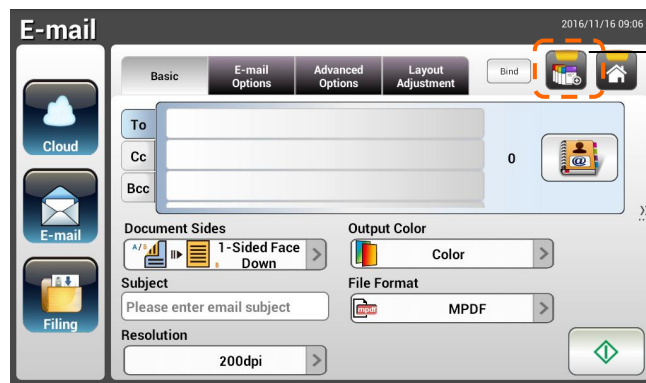 E-mail
2016/11/16 09:06
Basic
E-mail
Options
Advanced
Options
Layout
Adjustment
Bind
Cloud
To
Cc
0
Bcc
E-mail
Document Sides
Output Color
A/B
1-Sided Face
Down
Color
Subject
File Format
Please enter email subject
mpdf
MPDF
Filing
Resolution
200dpi